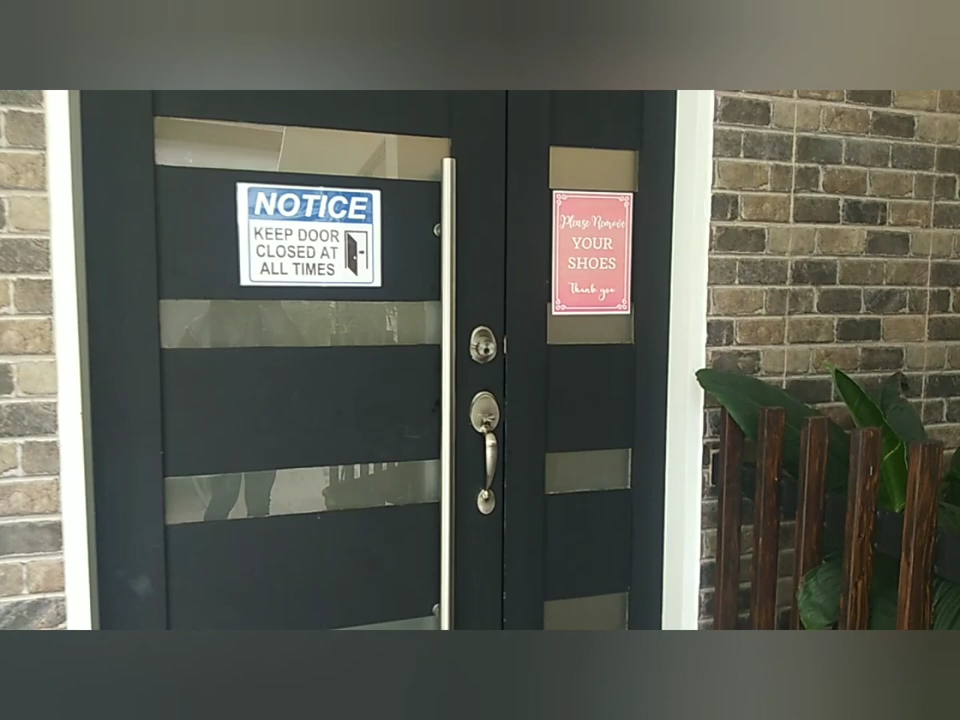 NOTICE
KEEP DOOR
CLOSED AT
ALL TIMES
Please Remove
YOUR
SHOES
Thank you